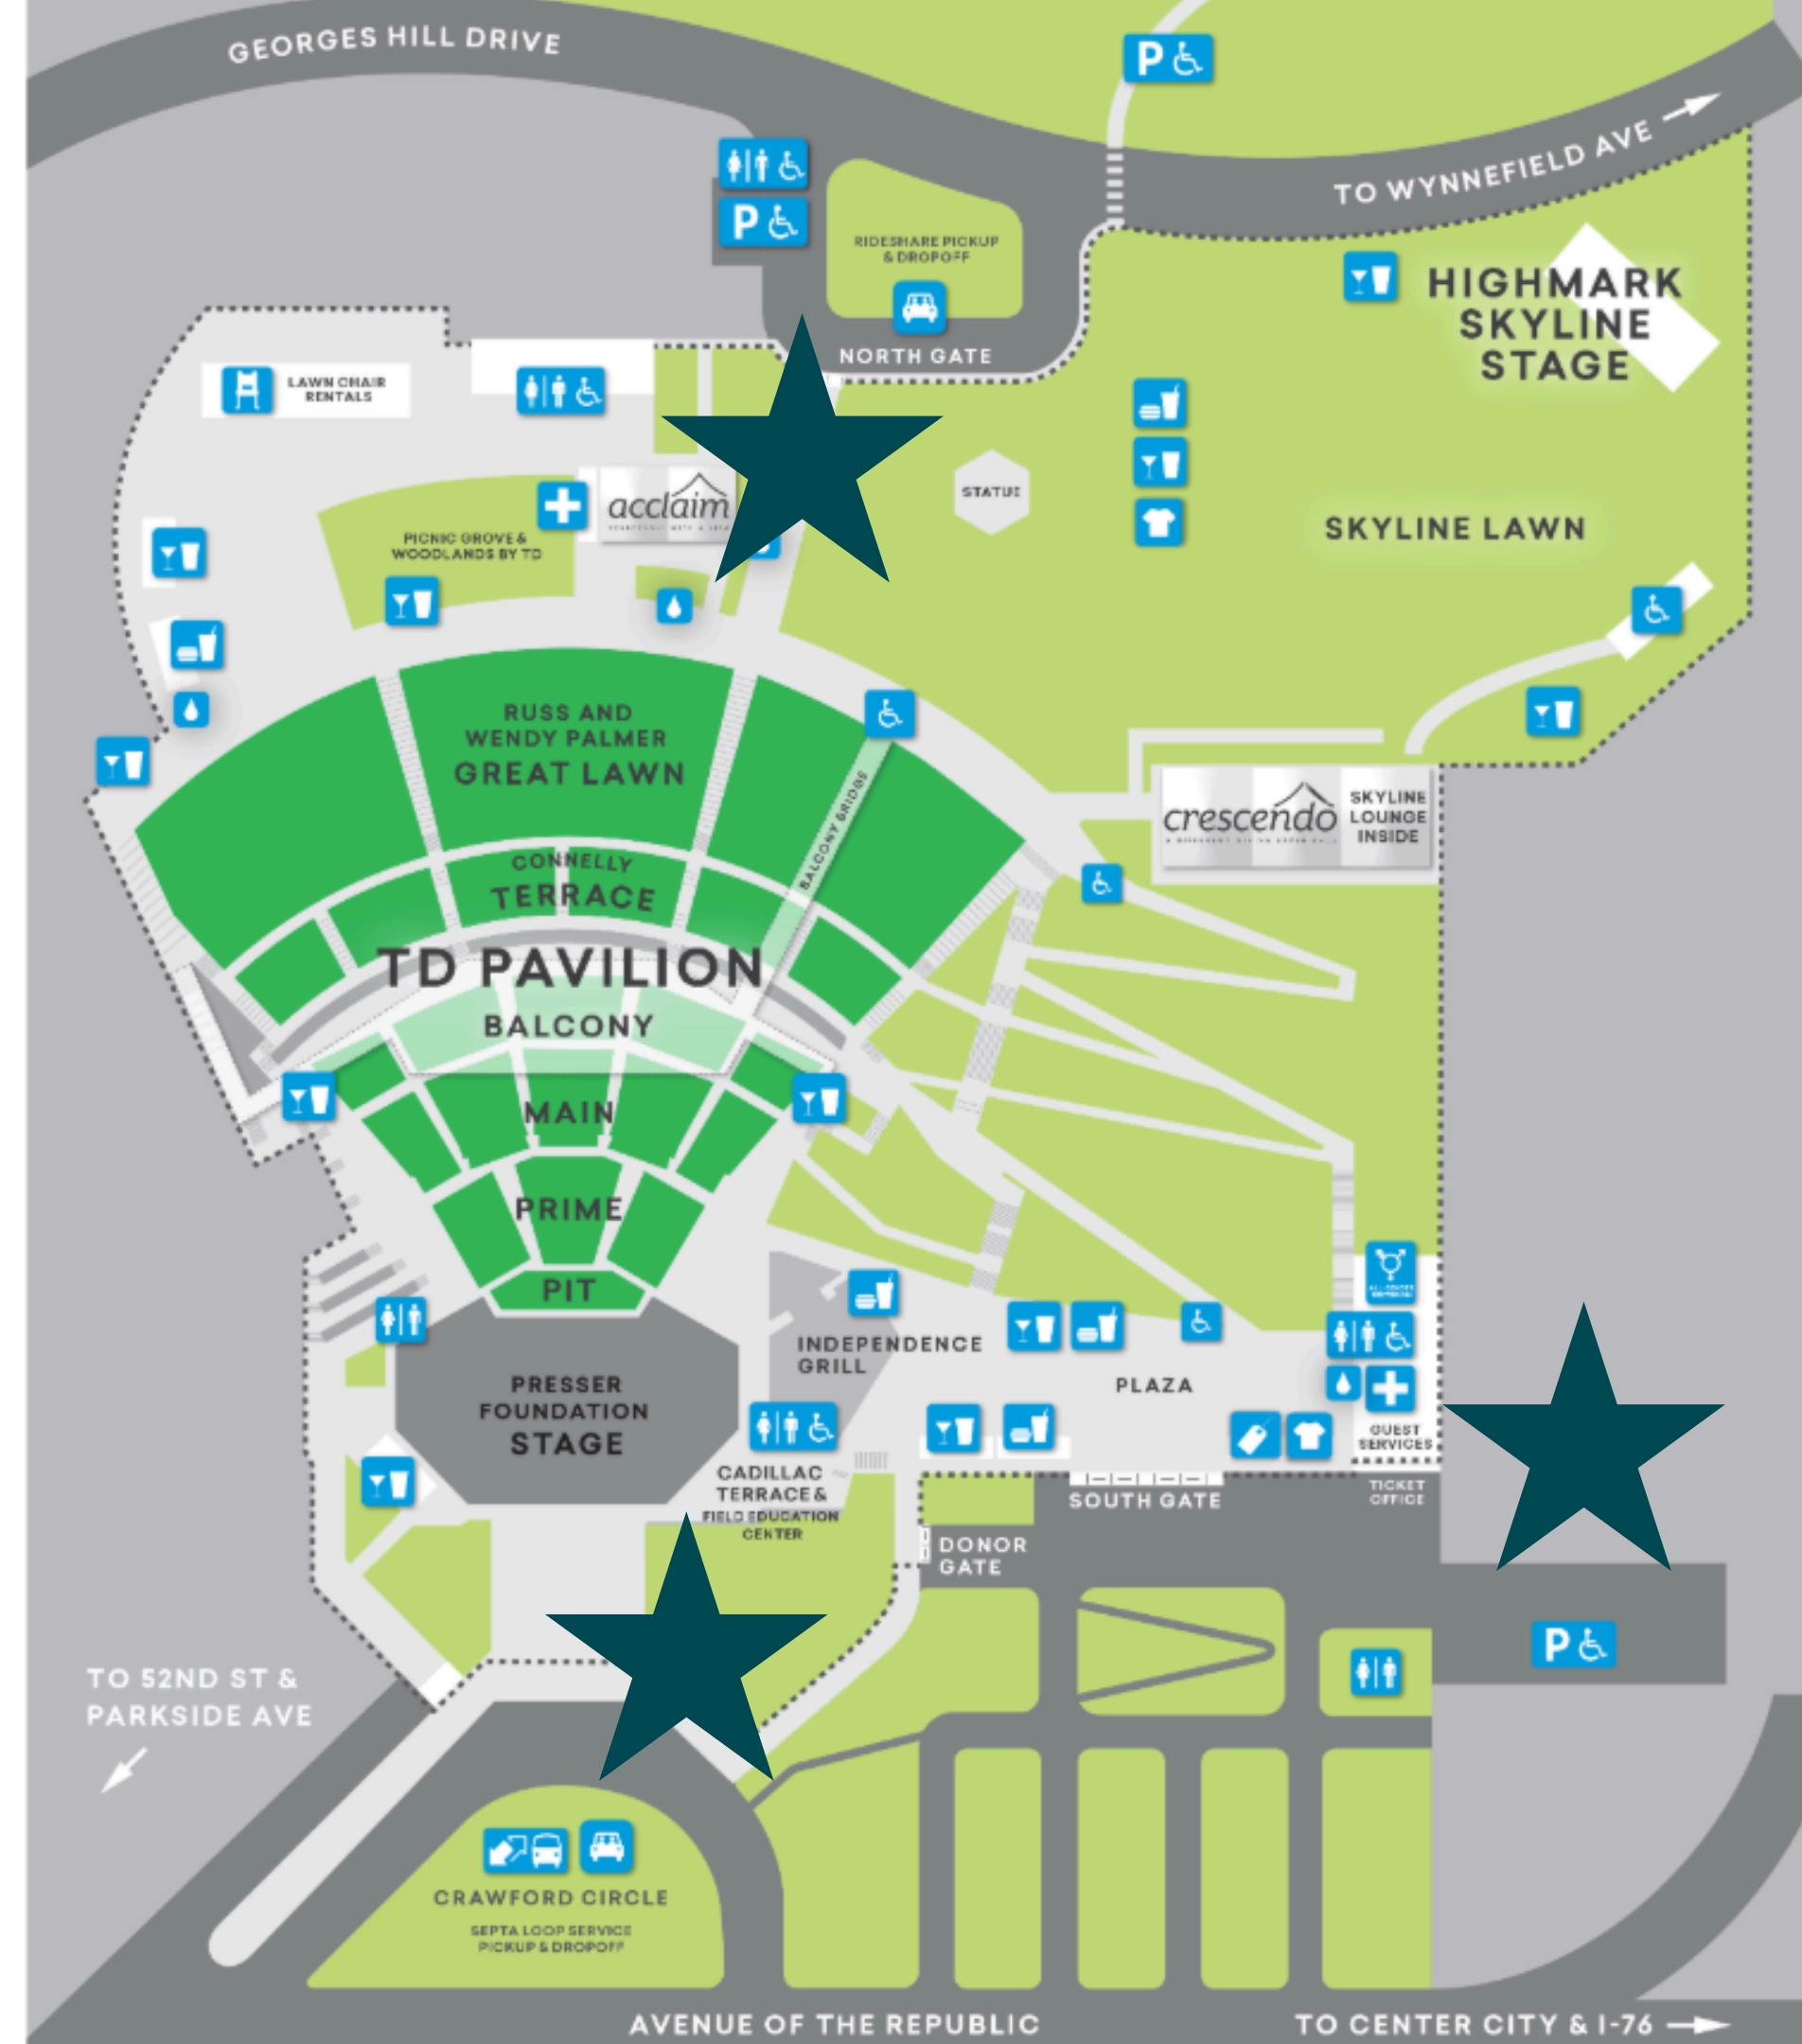 GEORGES HILL DRIVE
P
TO WYNNEFIELD AVE
P
RIDESHARE PICKUP
& DROPOFF
NORTH GATE
HIGHMARK
SKYLINE
STAGE
LAWN CHAIR
RENTALS
acclaim
STATUE
SKYLINE LAWN
PICNIC GROVE &
WOODLANDS BY TD
RUSS AND
WENDY PALMER
GREAT LAWN
BALCONY BRIDGE
crescendo
SKYLINE
LOUNGE
INSIDE
CONNELLY
TERRACE
TD PAVILION
BALCONY
MAIN
PRIME
PIT
INDEPENDENCE
GRILL
PLAZA
PRESSER
FOUNDATION
STAGE
GUEST
SERVICES
CADILLAC
TERRACE &
FIELD EDUCATION
CENTER
SOUTH GATE
TICKET
OFFICE
DONOR
GATE
P
TO 52ND ST &
PARKSIDE AVE
CRAWFORD CIRCLE
SEPTA LOOP SERVICE
PICKUP & DROPOFF
AVENUE OF THE REPUBLIC
TO CENTER CITY & I-76